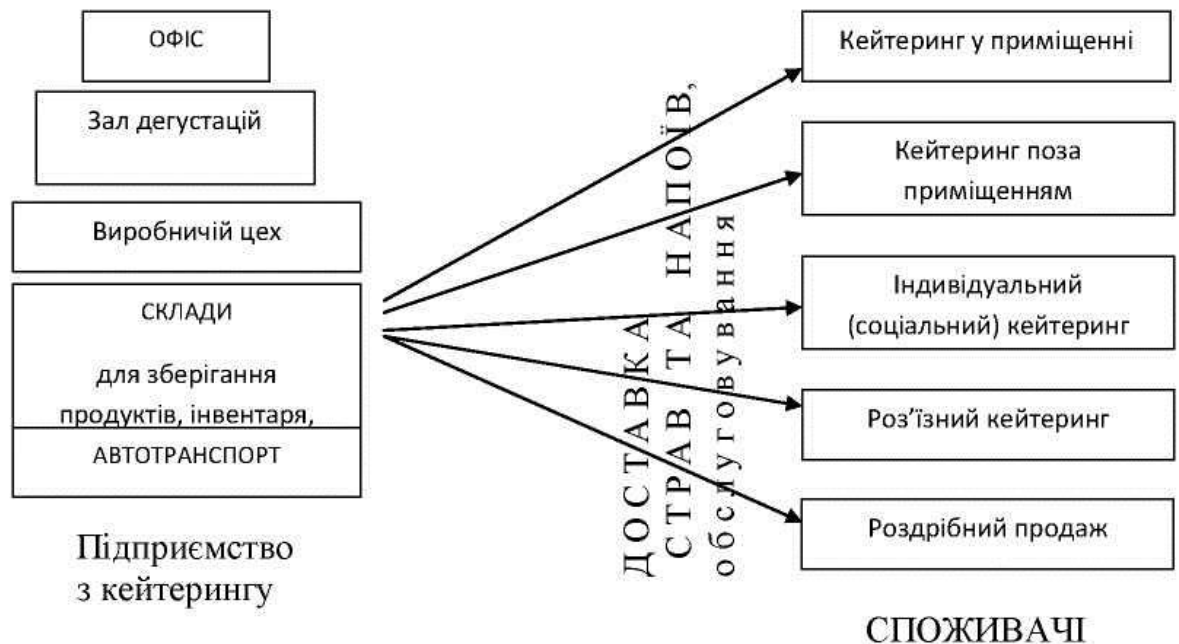 ОФІС
Зал дегустацій
Виробничій цех
СКЛАДИ
для зберігання
продуктів, інвентаря,
АВТОТРАНСПОРТ
Підприємство
з кейтерингу
ДОСТАВКА
СТРАВ ТА НАПОЇВ,
обслуговування
Кейтеринг у приміщенні
Кейтеринг поза
приміщенням
Індивідуальний
(соціальний) кейтеринг
Роз’їзний кейтеринг
Роздрібний продаж
СПОЖИВАЧІ